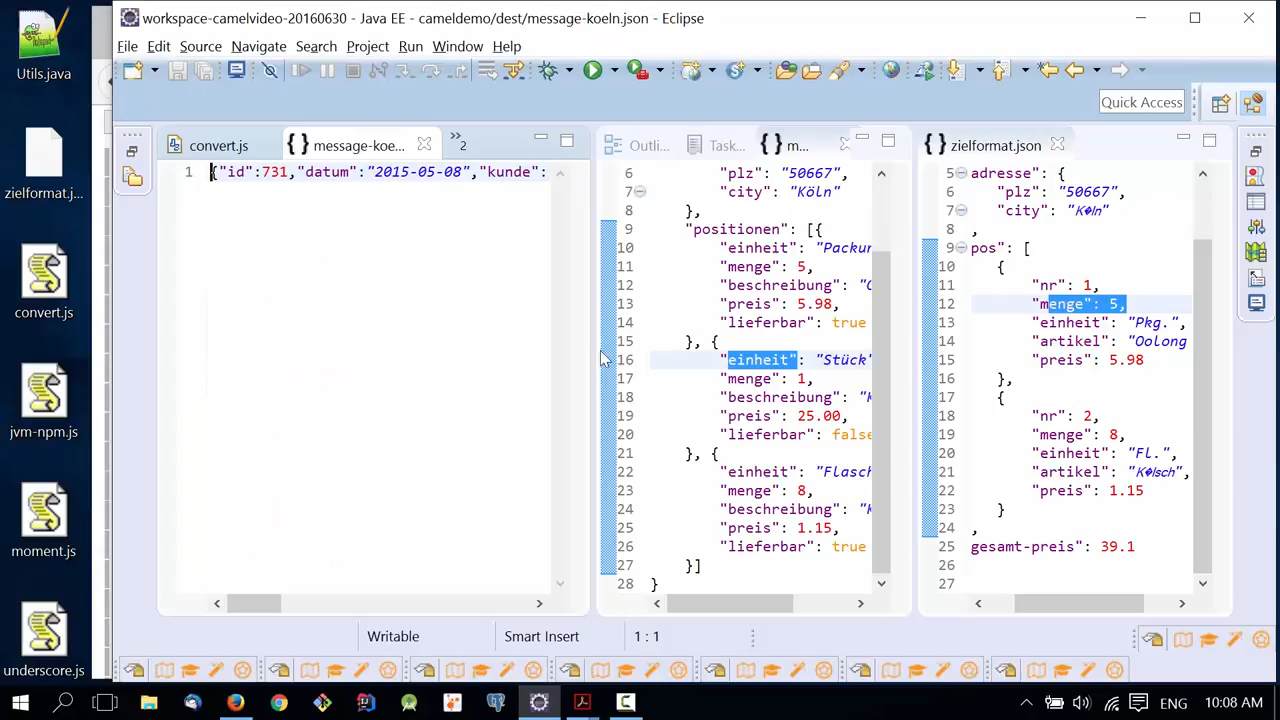 workspace-camelvideo-20160630 - Java EE - cameldemo/dest/message-koeln.json - Eclipse
File Edit Source Navigate Search Project Run Window Help
Quick Access
Utils.java
zielformat.j...
convert.js
jvm-npm.js
moment.js
underscore.js
convert.js
message-koe...
2
1 {"id":731,"datum":"2015-05-08","kunde":
Outli...
Task...
m...
6 "plz": "50667",
7 "city": "Köln"
8 },
9 "positionen": [{
10 "einheit": "Packun
11 "menge": 5,
12 "beschreibung": "O
13 "preis": 5.98,
14 "lieferbar": true
15 }, {
16 "einheit": "Stück"
17 "menge": 1,
18 "beschreibung": "K
19 "preis": 25.00,
20 "lieferbar": false
21 }, {
22 "einheit": "Flasch
23 "menge": 8,
24 "beschreibung": "K
25 "preis": 1.15,
26 "lieferbar": true
27 }]
28 }
zielformat.json
5 adresse": {
6 "plz": "50667",
7 "city": "K�ln"
8 ,
9 pos": [
10 {
11 "nr": 1,
12 "menge": 5,
13 "einheit": "Pkg.",
14 "artikel": "Oolong
15 "preis": 5.98
16 },
17 {
18 "nr": 2,
19 "menge": 8,
20 "einheit": "Fl.",
21 "artikel": "K�lsch",
22 "preis": 1.15
23 }
24 ,
25 gesamt-preis": 39.1
26
27
Writable
Smart Insert
1 : 1
ENG
10:08 AM